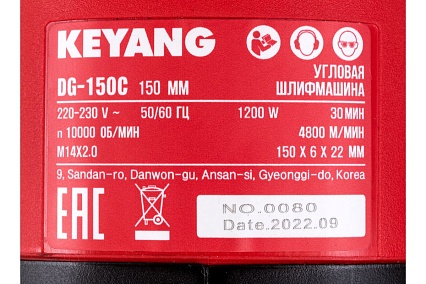 KEYANG
DG-150C 150 ММ
УГЛОВАЯ
ШЛИФМАШИНА
220-230 V ~ 50/60 ГЦ 1200 W 30 МИН
n 10000 ОБ/МИН 4800 М/МИН
M14X2.0 150 X 6 X 22 ММ
9, Sandan-ro, Danwon-gu, Ansan-si, Gyeonggi-do, Korea
EAC
NO.0080
Date.2022.09